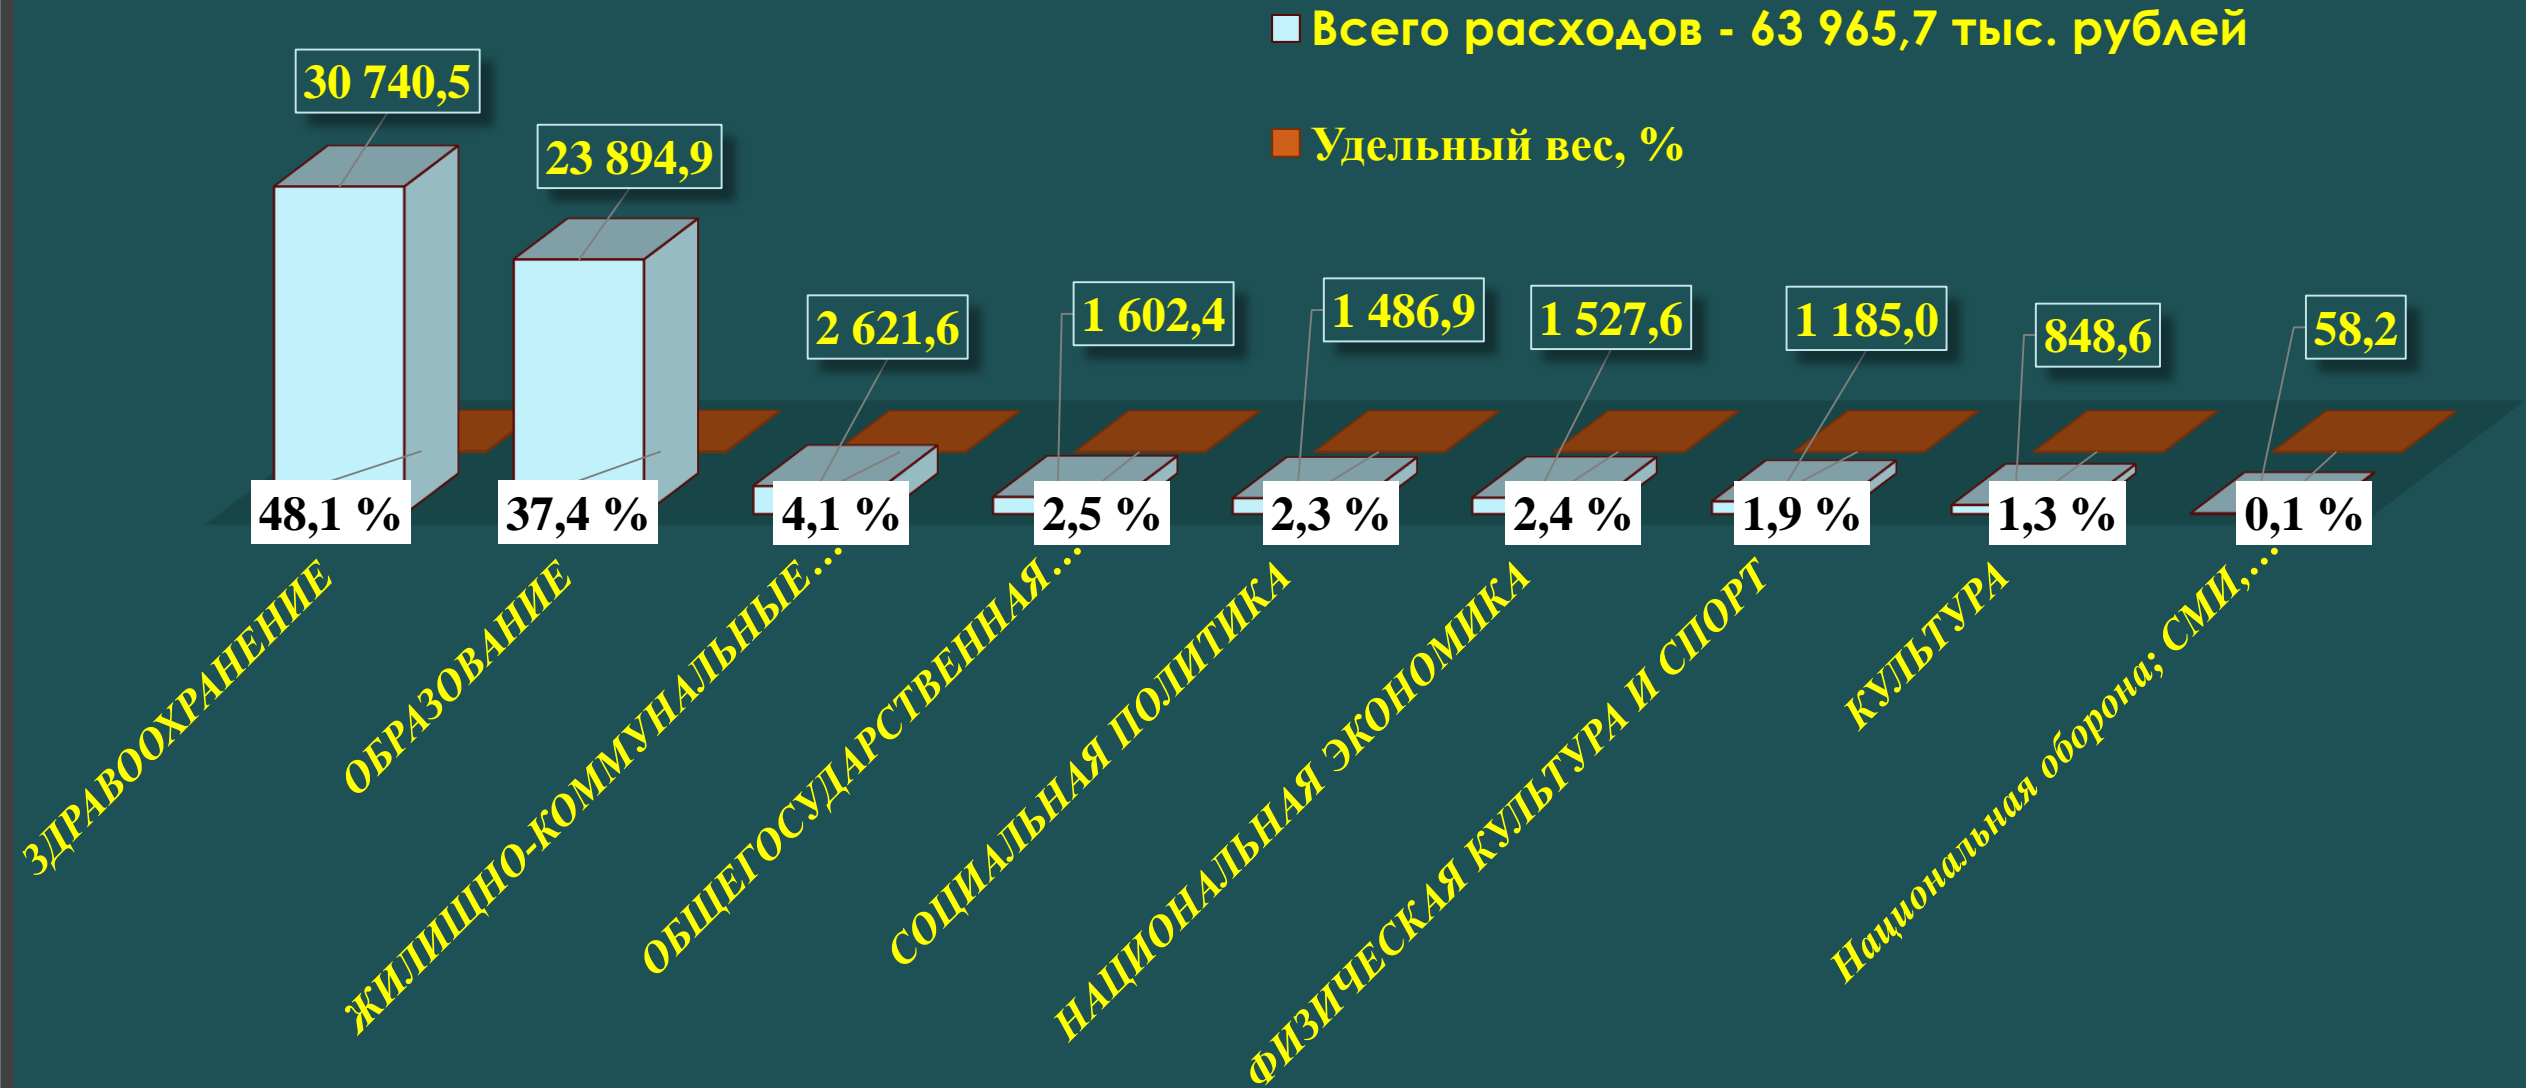 Всего расходов - 63 965,7 тыс. рублей
Удельный вес, %
30 740,5
23 894,9
2 621,6
1 602,4
1 486,9
1 527,6
1 185,0
848,6
58,2
48,1 %
37,4 %
4,1 %
2,5 %
2,3 %
2,4 %
1,9 %
1,3 %
0,1 %
ЗДРАВООХРАНЕНИЕ
ОБРАЗОВАНИЕ
ЖИЛИЩНО-КОММУНАЛЬНЫЕ…
ОБЩЕГОСУДАРСТВЕННАЯ…
СОЦИАЛЬНАЯ ПОЛИТИКА
НАЦИОНАЛЬНАЯ ЭКОНОМИКА
ФИЗИЧЕСКАЯ КУЛЬТУРА И СПОРТ
КУЛЬТУРА
Национальная оборона; СМИ,…